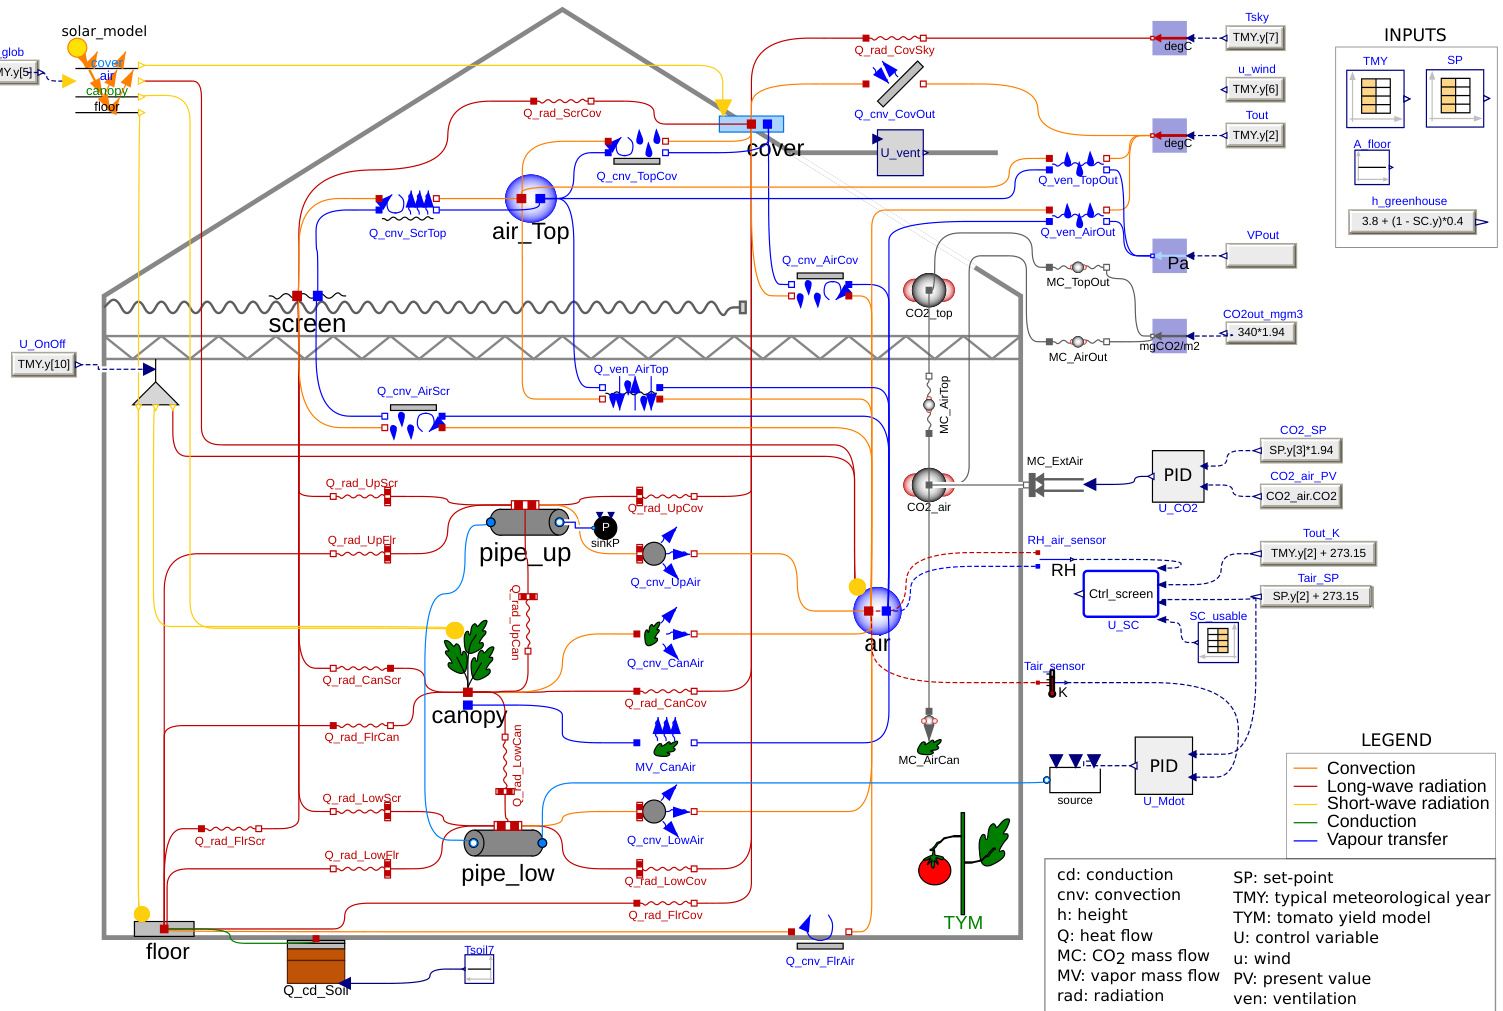 solar_model
_glob
MY.y[5]
cover
air
canopy
floor
Q_rad_ScrCov
Q_rad_CovSky
Q_cnv_CovOut
Tsky
TMY.y[7]
degC
u_wind
TMY.y[6]
Tout
TMY.y[2]
degC
INPUTS
TMY
SP
A_floor
h_greenhouse
3.8 + (1 - SC.y)*0.4
cover
U_vent
Q_cnv_TopCov
Q_ven_TopOut
Q_cnv_ScrTop
air_Top
Q_ven_AirOut
VPout
Pa
Q_cnv_AirCov
MC_TopOut
CO2_top
CO2out_mgm3
340*1.94
mgCO2/m2
MC_AirOut
screen
U_OnOff
TMY.y[10]
Q_cnv_AirScr
Q_ven_AirTop
MC_AirTop
CO2_SP
SP.y[3]*1.94
MC_ExtAir
PID
U_CO2
CO2_air_PV
CO2_air.CO2
CO2_air
Q_rad_UpScr
Q_rad_UpCov
pipe_up
P
sinkP
Q_rad_UpFlr
Q_cnv_UpAir
Q_rad_UpCan
RH_air_sensor
RH
Tout_K
TMY.y[2] + 273.15
Tair_SP
SP.y[2] + 273.15
Ctrl_screen
U_SC
SC_usable
air
Q_cnv_CanAir
Tair_sensor
K
Q_rad_CanScr
Q_rad_CanCov
canopy
Q_rad_FlrCan
MV_CanAir
MC_AirCan
Q_rad_LowCan
source
PID
U_Mdot
Q_rad_LowScr
Q_cnv_LowAir
Q_rad_FlrScr
Q_rad_LowFlr
pipe_low
Q_rad_LowCov
Q_rad_FlrCov
TYM
floor
Q_cd_Soil
Tsoil7
Q_cnv_FlrAir
LEGEND
Convection
Long-wave radiation
Short-wave radiation
Conduction
Vapour transfer
cd: conduction
cnv: convection
h: height
Q: heat flow
MC: CO2 mass flow
MV: vapor mass flow
rad: radiation
SP: set-point
TMY: typical meteorological year
TYM: tomato yield model
U: control variable
u: wind
PV: present value
ven: ventilation